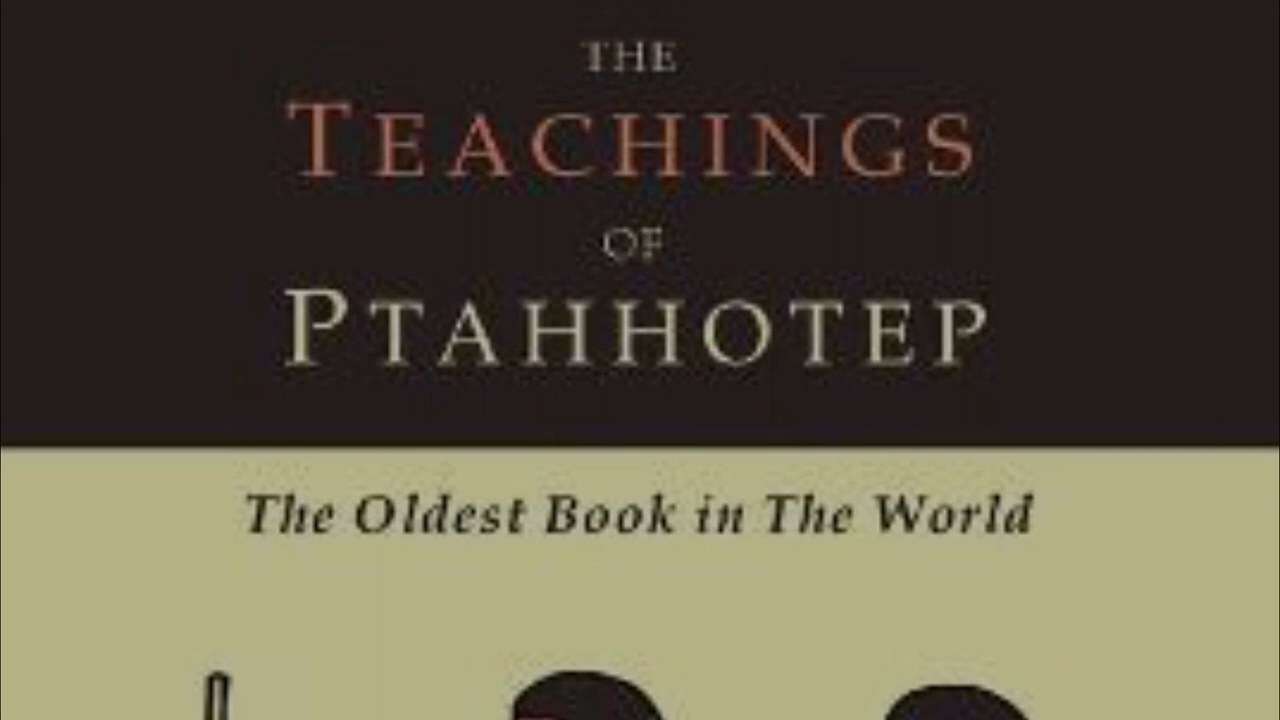 THE
TEACHINGS
OF
PTAHHOTEP
The Oldest Book in The World